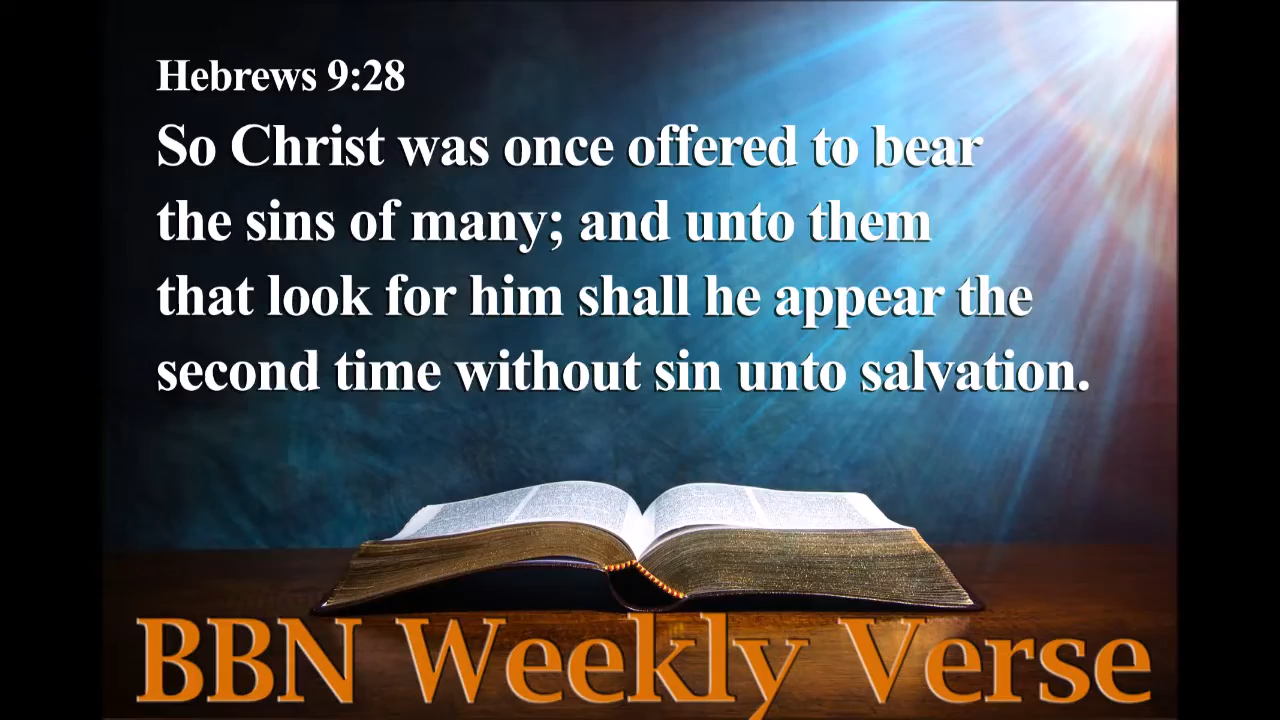 Hebrews 9:28
So Christ was once offered to bear
the sins of many; and unto them
that look for him shall he appear the
second time without sin unto salvation.
BBN Weekly Verse